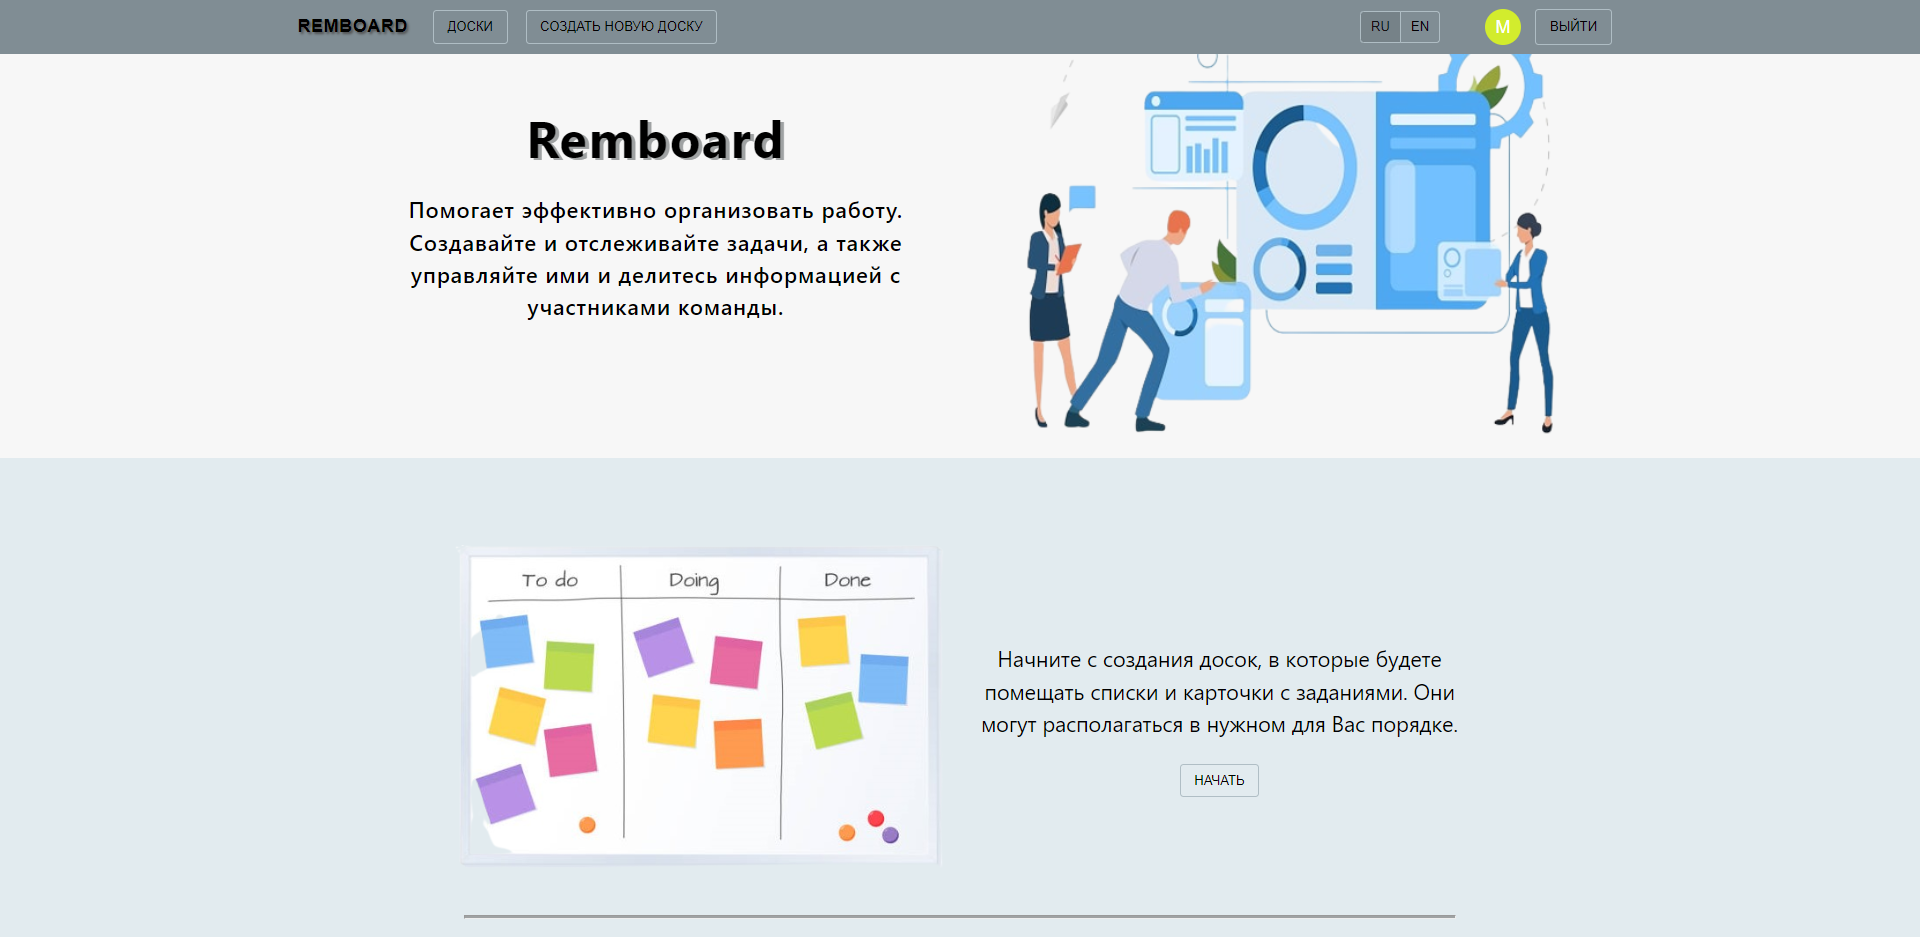 REMBOARD
ДОСКИ
СОЗДАТЬ НОВУЮ ДОСКУ
RU
EN
M
ВЫЙТИ
Remboard
Помогает эффективно организовать работу.
Создавайте и отслеживайте задачи, а также
управляйте ими и делитесь информацией с
участниками команды.
To do
Doing
Done
Начните с создания досок, в которые будете
помещать списки и карточки с заданиями. Они
могут располагаться в нужном для Вас порядке.
НАЧАТЬ